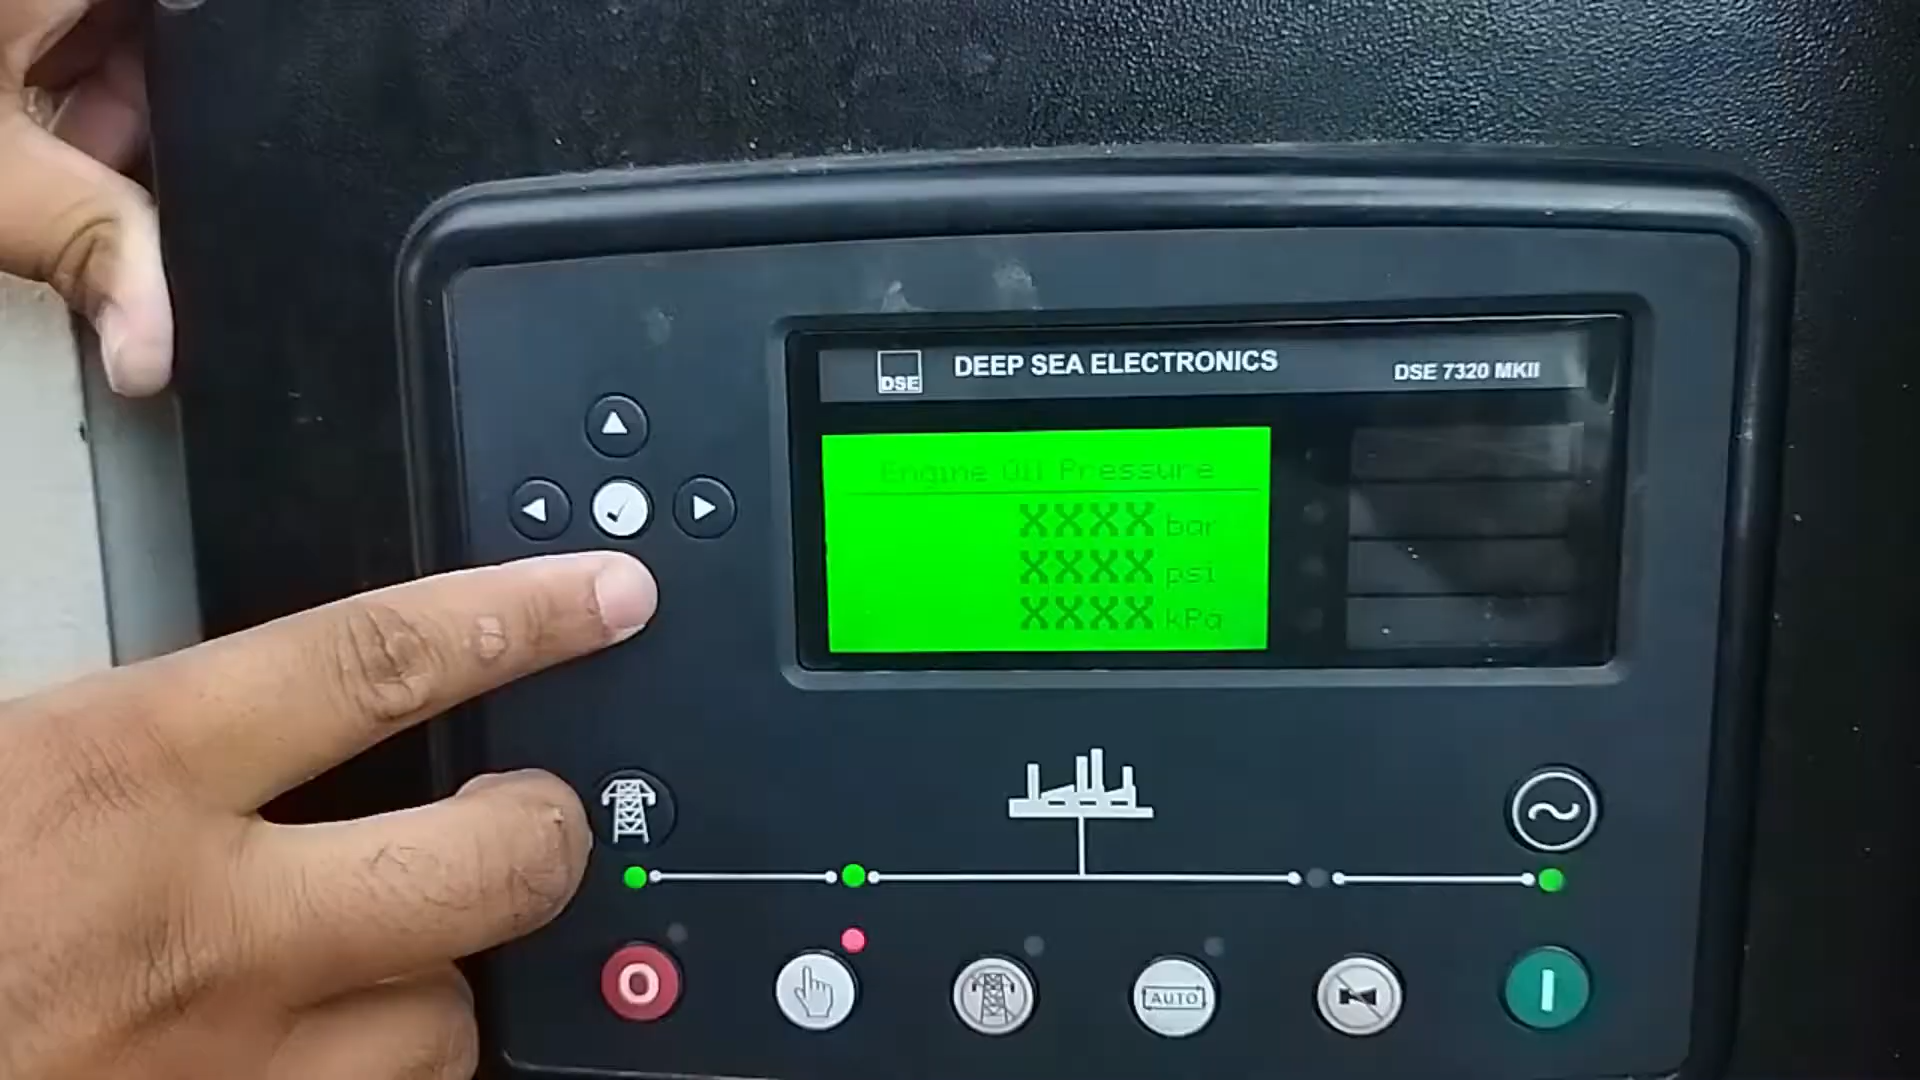 DSE
DEEP SEA ELECTRONICS
DSE 7320 MKII
Engine Oil Pressure
XXXX bar
XXXX psi
XXXX kPa
O
AUTO
I